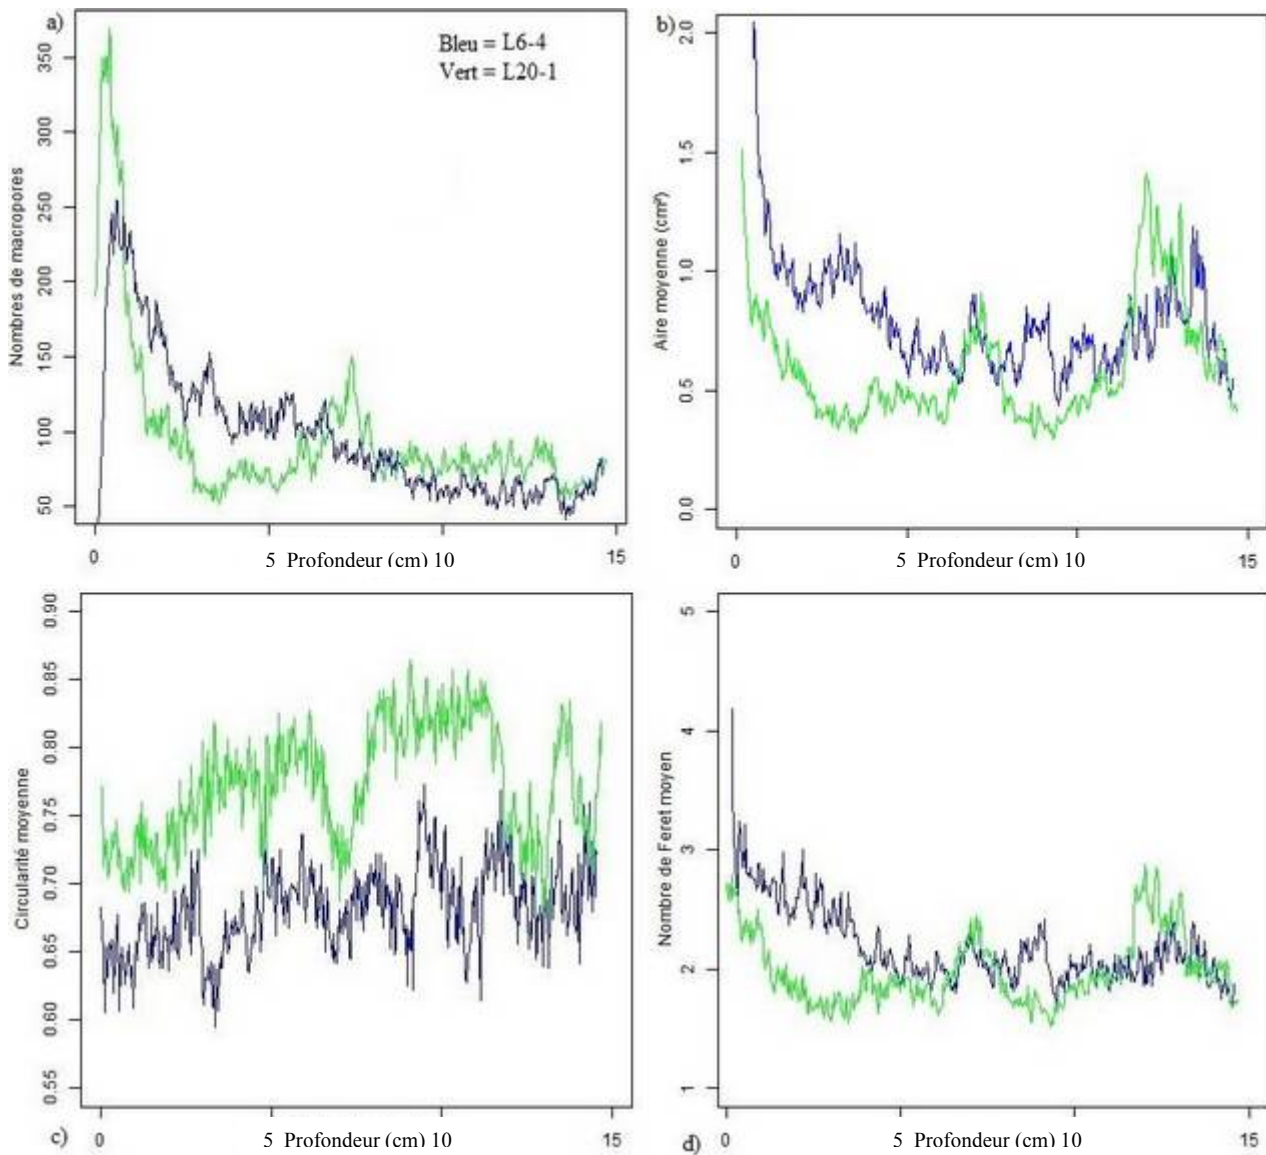 a)
Bleu = L6-4
Vert = L20-1
Nombres de macropores
350
300
250
200
150
100
50
0
5 Profondeur (cm) 10
15
b)
Aire moyenne (cm²)
2.0
1.5
1.0
0.5
0.0
0
5 Profondeur (cm) 10
15
Circularité moyenne
0.90
0.85
0.80
0.75
0.70
0.65
0.60
0.55
c)
0
5 Profondeur (cm) 10
15
Nombre de Feret moyen
5
4
3
2
1
d)
0
5 Profondeur (cm) 10
15